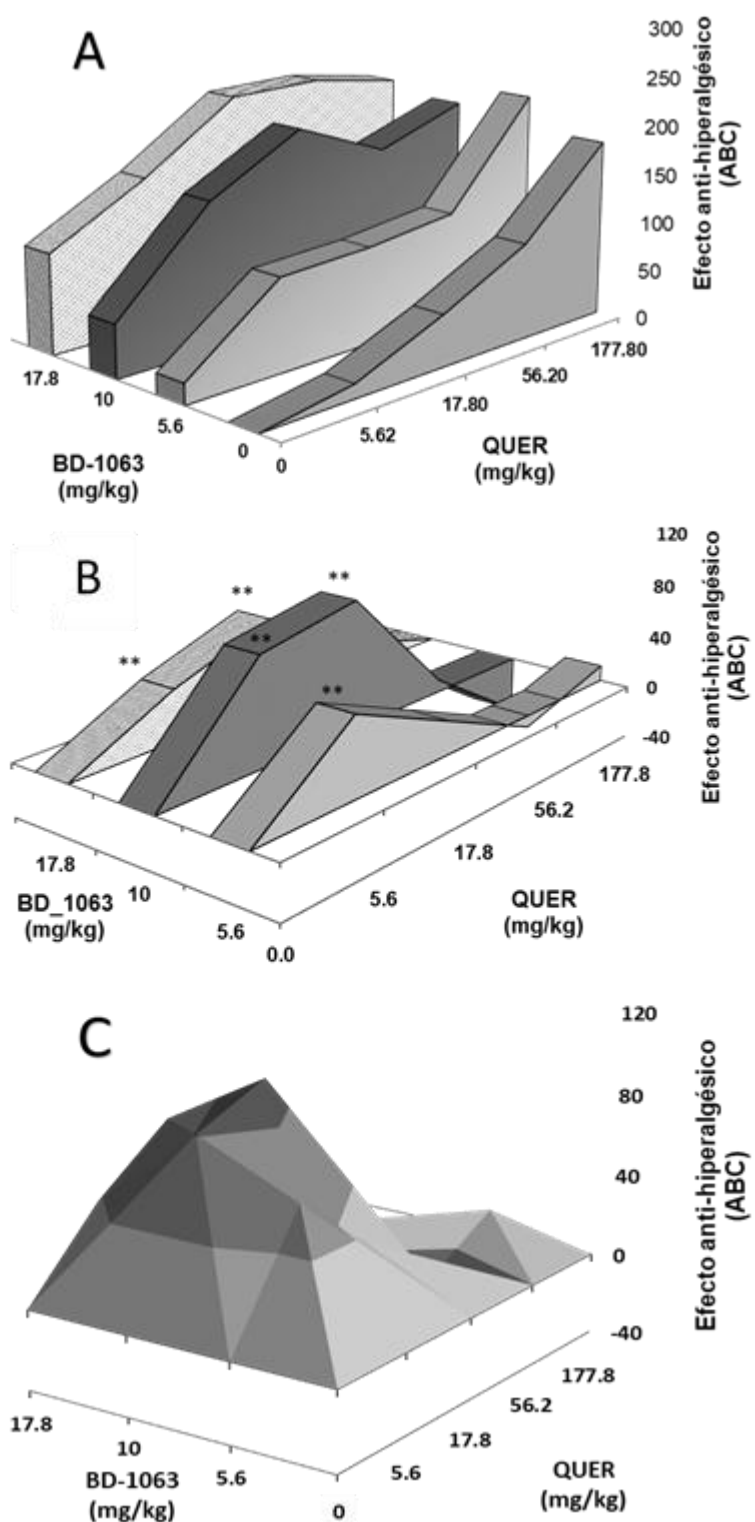 A
300
250
200
150
100
50
0
Efecto anti-hiperalgésico
(ABC)
177.80
56.20
17.80
5.62
0
17.8
10
5.6
0
BD-1063
(mg/kg)
QUER
(mg/kg)
B
**
**
**
**
**
120
80
40
0
-40
Efecto anti-hiperalgésico
(ABC)
177.8
56.2
17.8
5.6
0.0
17.8
10
5.6
BD_1063
(mg/kg)
QUER
(mg/kg)
C
120
80
40
0
-40
Efecto anti-hiperalgésico
(ABC)
177.8
56.2
17.8
5.6
0
17.8
10
5.6
BD-1063
(mg/kg)
QUER
(mg/kg)